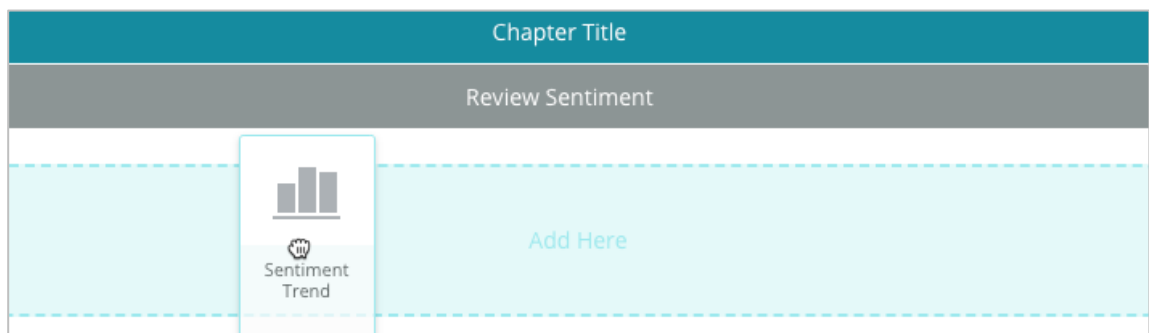 Chapter Title
Review Sentiment
Add Here
Sentiment
Trend